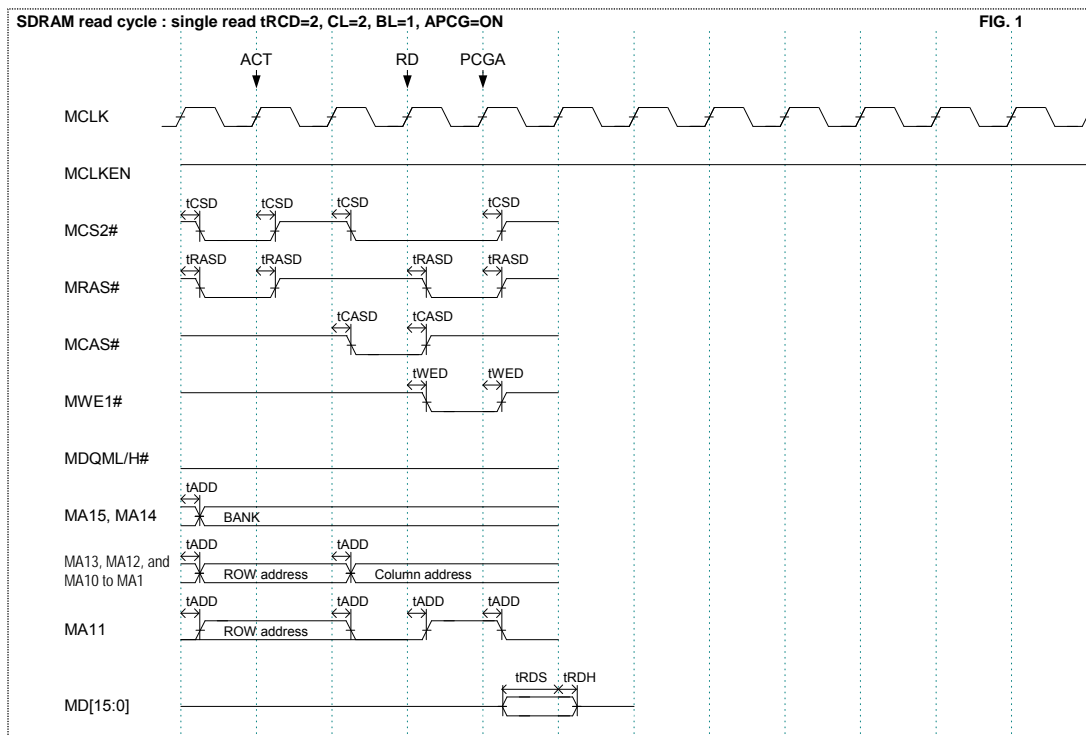 SDRAM read cycle : single read tRCD=2, CL=2, BL=1, APCG=ON FIG. 1
ACT RD PCGA
MCLK
MCLKEN
tCSD tCSD tCSD tCSD
MCS2#
tRASD tRASD tRASD tRASD
MRAS#
tCASD tCASD
MCAS#
tWED tWED
MWE1#
MDQML/H#
tADD
MA15, MA14 BANK
tADD tADD
MA13, MA12, and
MA10 to MA1 ROW address Column address
tADD tADD tADD tADD
MA11 ROW address
tRDS tRDH
MD[15:0]